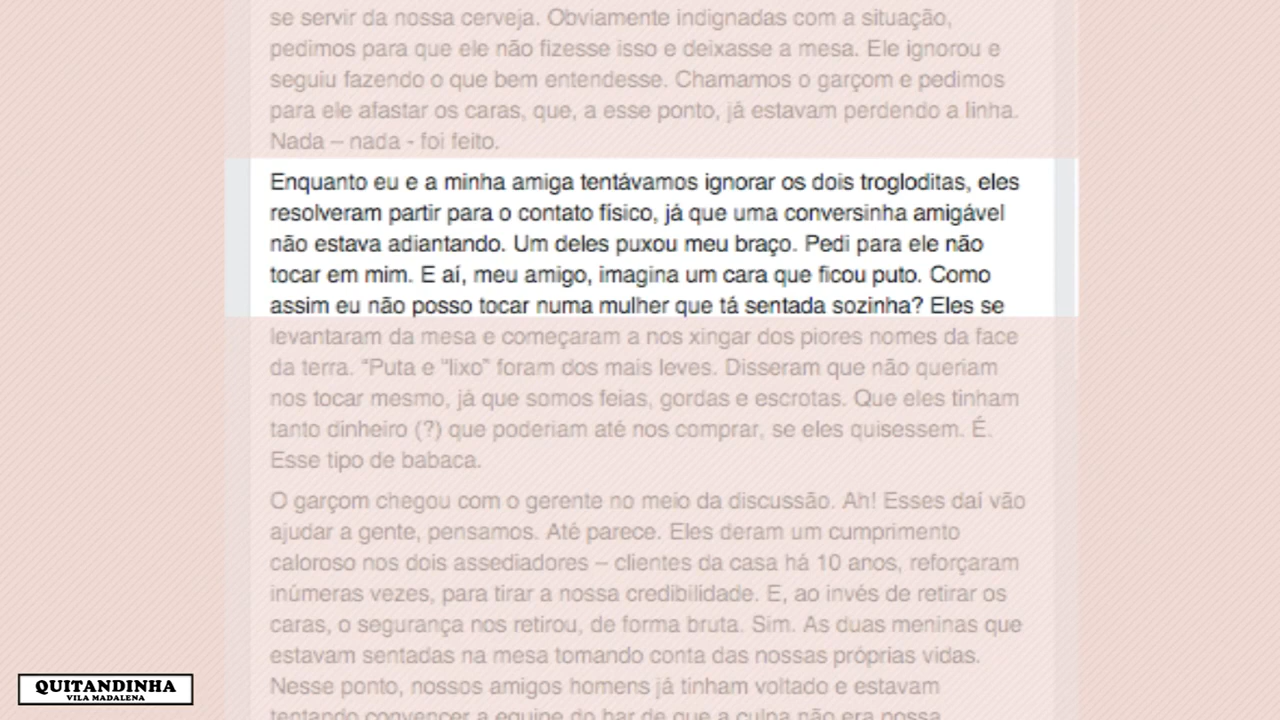 se servir da nossa cerveja. Obviamente indignadas com a situação,
pedimos para que ele não fizesse isso e deixasse a mesa. Ele ignorou e
seguiu fazendo o que bem entendesse. Chamamos o garçom e pedimos
para ele afastar os caras, que, a esse ponto, já estavam perdendo a linha.
Nada – nada - foi feito.
Enquanto eu e a minha amiga tentávamos ignorar os dois trogloditas, eles
resolveram partir para o contato físico, já que uma conversinha amigável
não estava adiantando. Um deles puxou meu braço. Pedi para ele não
tocar em mim. E aí, meu amigo, imagina um cara que ficou puto. Como
assim eu não posso tocar numa mulher que tá sentada sozinha? Eles se
levantaram da mesa e começaram a nos xingar dos piores nomes da face
da terra. “Puta e “lixo” foram dos mais leves. Disseram que não queriam
nos tocar mesmo, já que somos feias, gordas e escrotas. Que eles tinham
tanto dinheiro (?) que poderiam até nos comprar, se eles quisessem. É.
Esse tipo de babaca.
O garçom chegou com o gerente no meio da discussão. Ah! Esses daí vão
ajudar a gente, pensamos. Até parece. Eles deram um cumprimento
caloroso nos dois assediadores – clientes da casa há 10 anos, reforçaram
inúmeras vezes, para tirar a nossa credibilidade. E, ao invés de retirar os
caras, o segurança nos retirou, de forma bruta. Sim. As duas meninas que
estavam sentadas na mesa tomando conta das nossas próprias vidas.
Nesse ponto, nossos amigos homens já tinham voltado e estavam
tentando convencer a equipe do bar de que a culpa não era nossa
QUITANDINHA
VILA MADALENA